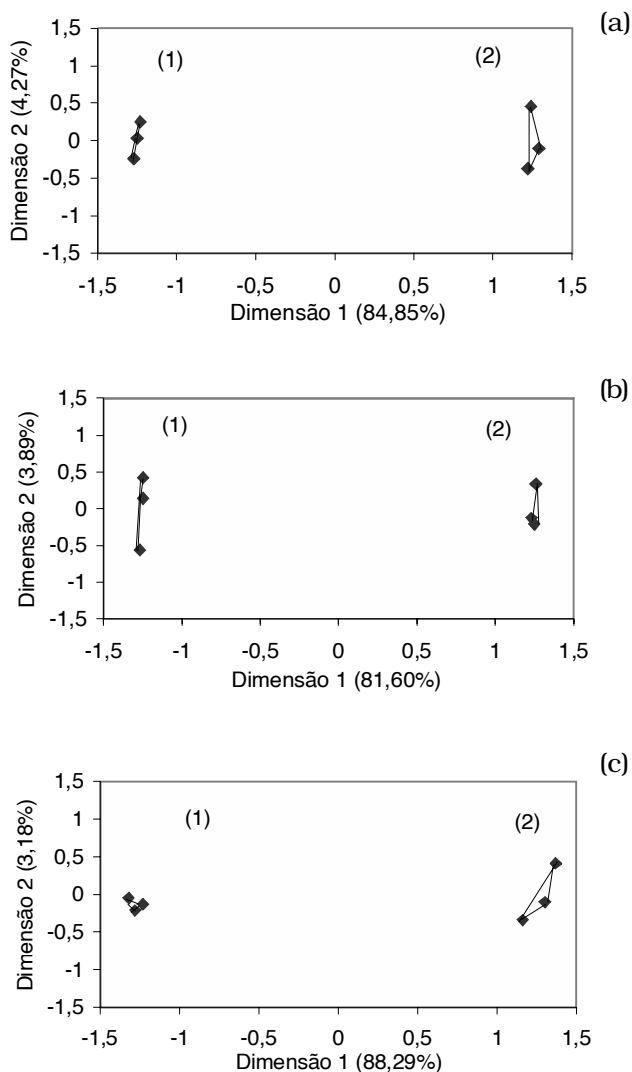 (a)
1,5
(1)
(2)
1
0,5
0
-0,5
-1
-1,5
Dimensão 2 (4,27%)
-1,5 -1 -0,5 0 0,5 1 1,5
Dimensão 1 (84,85%)
(b)
1,5
(1)
(2)
1
0,5
0
-0,5
-1
-1,5
Dimensão 2 (3,89%)
-1,5 -1 -0,5 0 0,5 1 1,5
Dimensão 1 (81,60%)
(c)
1,5
1
(1)
(2)
0,5
0
-0,5
-1
-1,5
Dimensão 2 (3,18%)
-1,5 -1 -0,5 0 0,5 1 1,5
Dimensão 1 (88,29%)